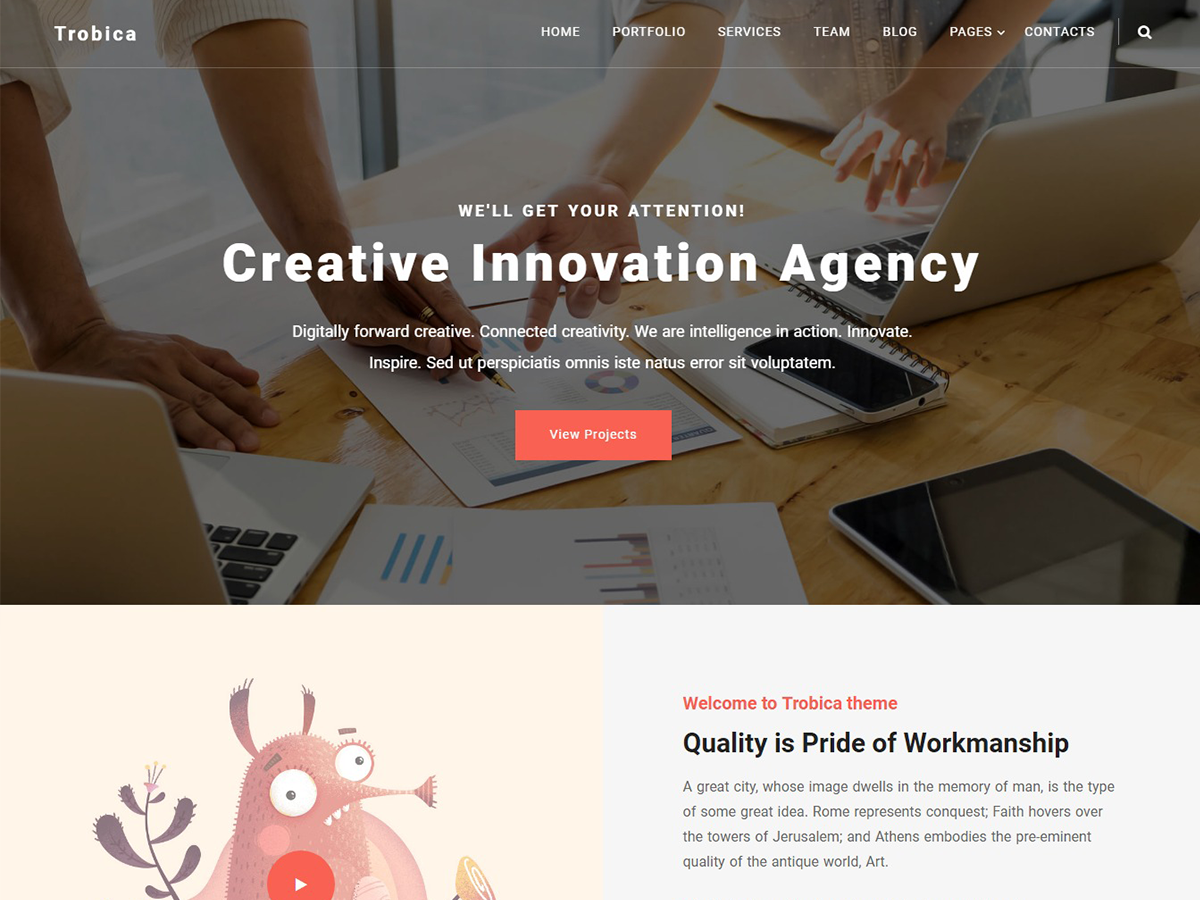 Trobica
HOME PORTFOLIO SERVICES TEAM BLOG PAGES CONTACTS
WE'LL GET YOUR ATTENTION!
Creative Innovation Agency
Digitally forward creative. Connected creativity. We are intelligence in action. Innovate.
Inspire. Sed ut perspiciatis omnis iste natus error sit voluptatem.
View Projects
Welcome to Trobica theme
Quality is Pride of Workmanship
A great city, whose image dwells in the memory of man, is the type
of some great idea. Rome represents conquest; Faith hovers over
the towers of Jerusalem; and Athens embodies the pre-eminent
quality of the antique world, Art.